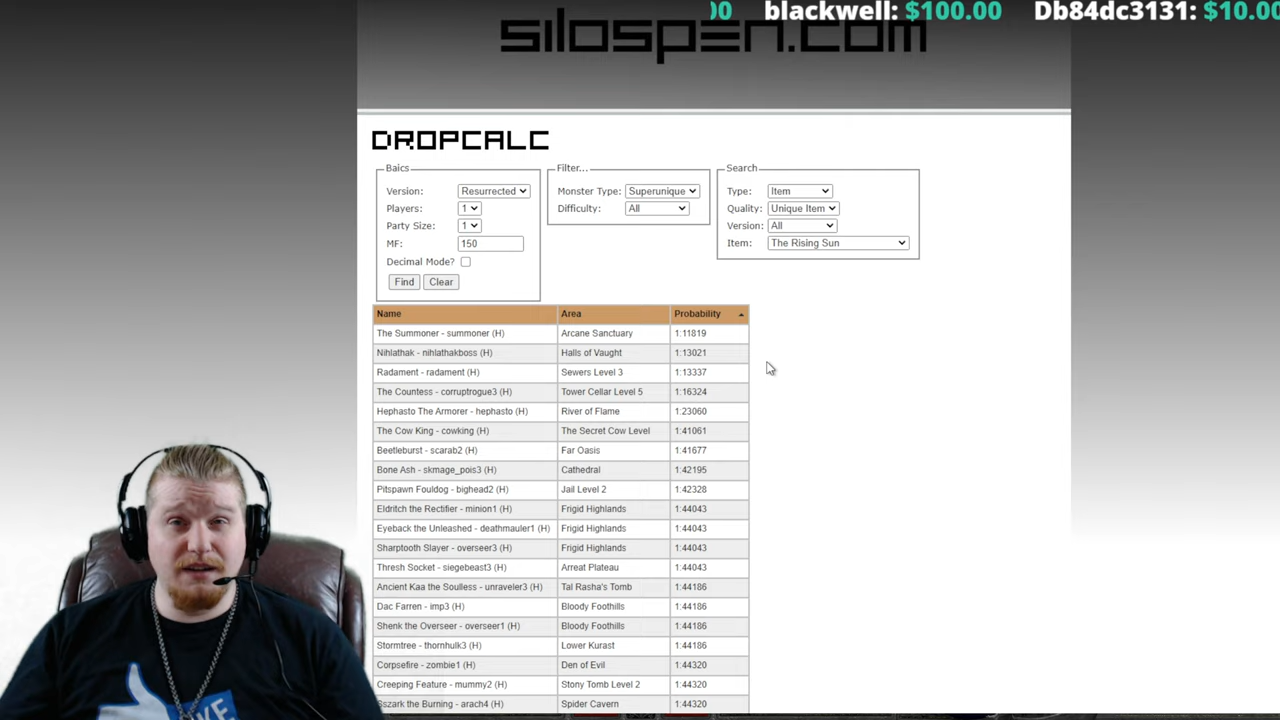 blackwell: $100.00 Db84dc3131: $10.00
silospen.com
DROPCALC
Baics
Version: Resurrected
Players: 1
Party Size: 1
MF: 150
Decimal Mode?
Find Clear
Filter...
Monster Type: Superunique
Difficulty: All
Search
Type: Item
Quality: Unique Item
Version: All
Item: The Rising Sun
Name Area Probability
The Summoner - summoner (H) Arcane Sanctuary 1:11819
Nihlathak - nihlathakboss (H) Halls of Vaught 1:13021
Radament - radament (H) Sewers Level 3 1:13337
The Countess - corruptrogue3 (H) Tower Cellar Level 5 1:16324
Hephasto The Armorer - hephasto (H) River of Flame 1:23060
The Cow King - cowking (H) The Secret Cow Level 1:41061
Beetleburst - scarab2 (H) Far Oasis 1:41677
Bone Ash - skmage_pois3 (H) Cathedral 1:42195
Pitspawn Fouldog - bighead2 (H) Jail Level 2 1:42328
Eldritch the Rectifier - minion1 (H) Frigid Highlands 1:44043
Eyeback the Unleashed - deathmauler1 (H) Frigid Highlands 1:44043
Sharptooth Slayer - overseer3 (H) Frigid Highlands 1:44043
Thresh Socket - siegebeast3 (H) Arreat Plateau 1:44043
Ancient Kaa the Soulless - unraveler3 (H) Tal Rasha's Tomb 1:44186
Dac Farren - imp3 (H) Bloody Foothills 1:44186
Shenk the Overseer - overseer1 (H) Bloody Foothills 1:44186
Stormtree - thornhulk3 (H) Lower Kurast 1:44186
Corpsefire - zombie1 (H) Den of Evil 1:44320
Creeping Feature - mummy2 (H) Stony Tomb Level 2 1:44320
Sszark the Burning - arach4 (H) Spider Cavern 1:44320